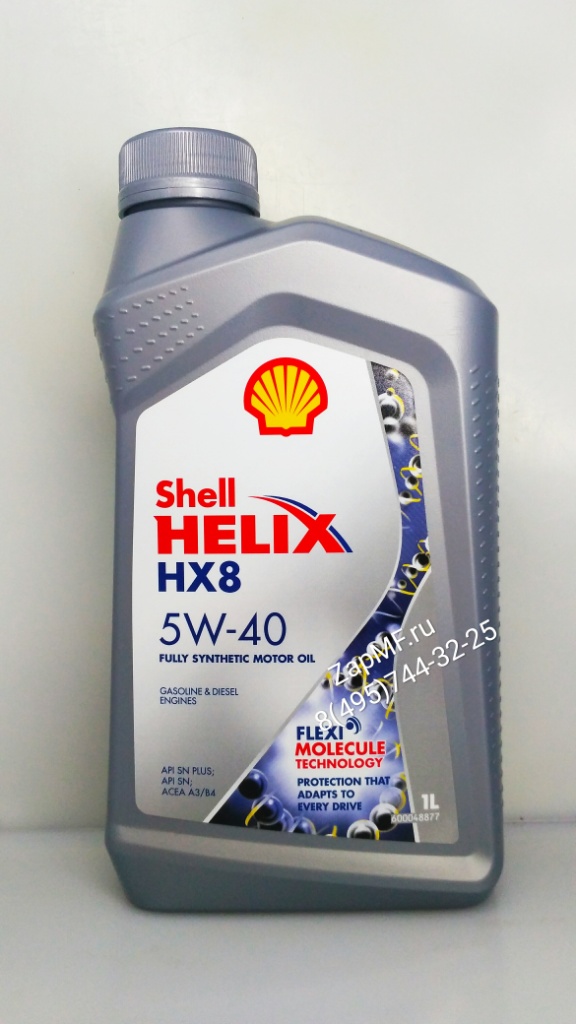 Shell
HELIX
HX8
5W-40
FULLY SYNTHETIC MOTOR OIL
GASOLINE & DIESEL
ENGINES
API SN PLUS;
API SN;
ACEA A3/B4
FLEXI
MOLECULE
TECHNOLOGY
PROTECTION THAT
ADAPTS TO
EVERY DRIVE
1L
600048877
ZapMF.ru
8(495)744-32-25